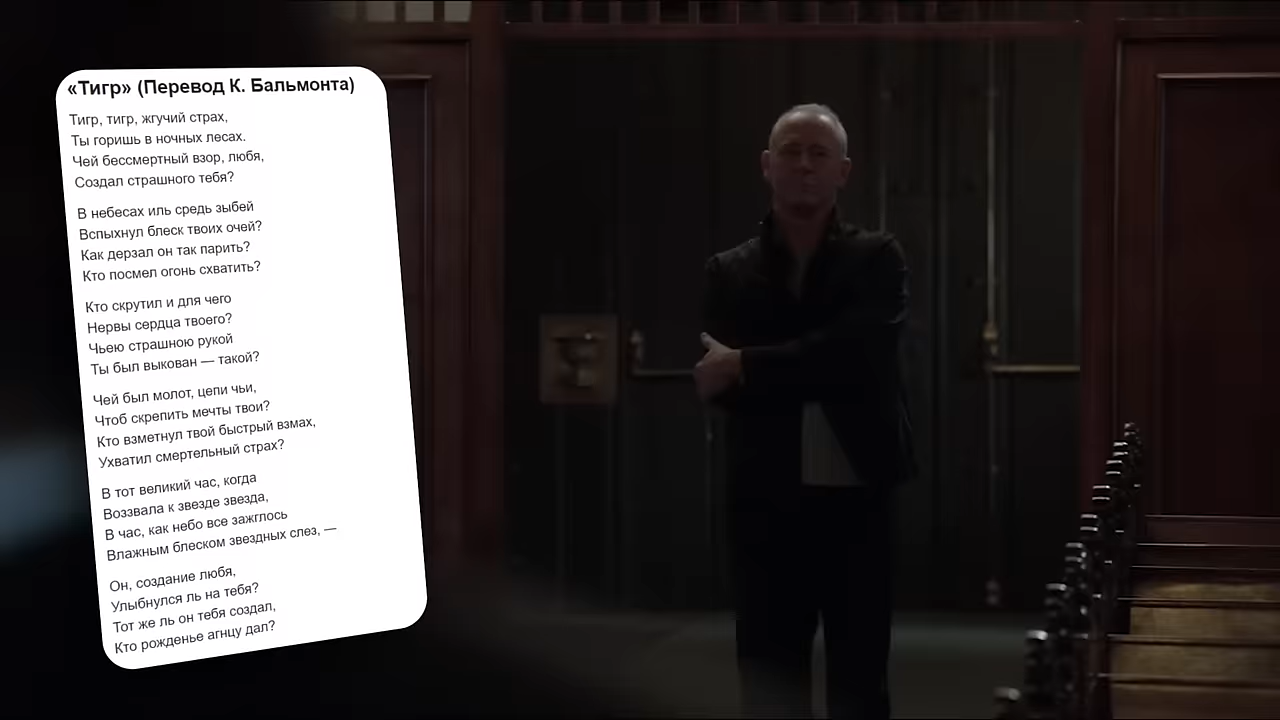 «Тигр» (Перевод К. Бальмонта)
Тигр, тигр, жгучий страх,
Ты горишь в ночных лесах.
Чей бессмертный взор, любя,
Создал страшного тебя?
В небесах иль средь зыбей
Вспыхнул блеск твоих очей?
Как дерзал он так парить?
Кто посмел огонь схватить?
Кто скрутил и для чего
Нервы сердца твоего?
Чьею страшною рукой
Ты был выкован — такой?
Чей был молот, цепи чьи,
Чтоб скрепить мечты твои?
Кто взметнул твой быстрый взмах,
Ухватил смертельный страх?
В тот великий час, когда
Воззвала к звезде звезда,
В час, как небо все зажглось
Влажным блеском звездных слез, —
Он, создание любя,
Улыбнулся ль на тебя?
Тот же ль он тебя создал,
Кто рожденье агнцу дал?